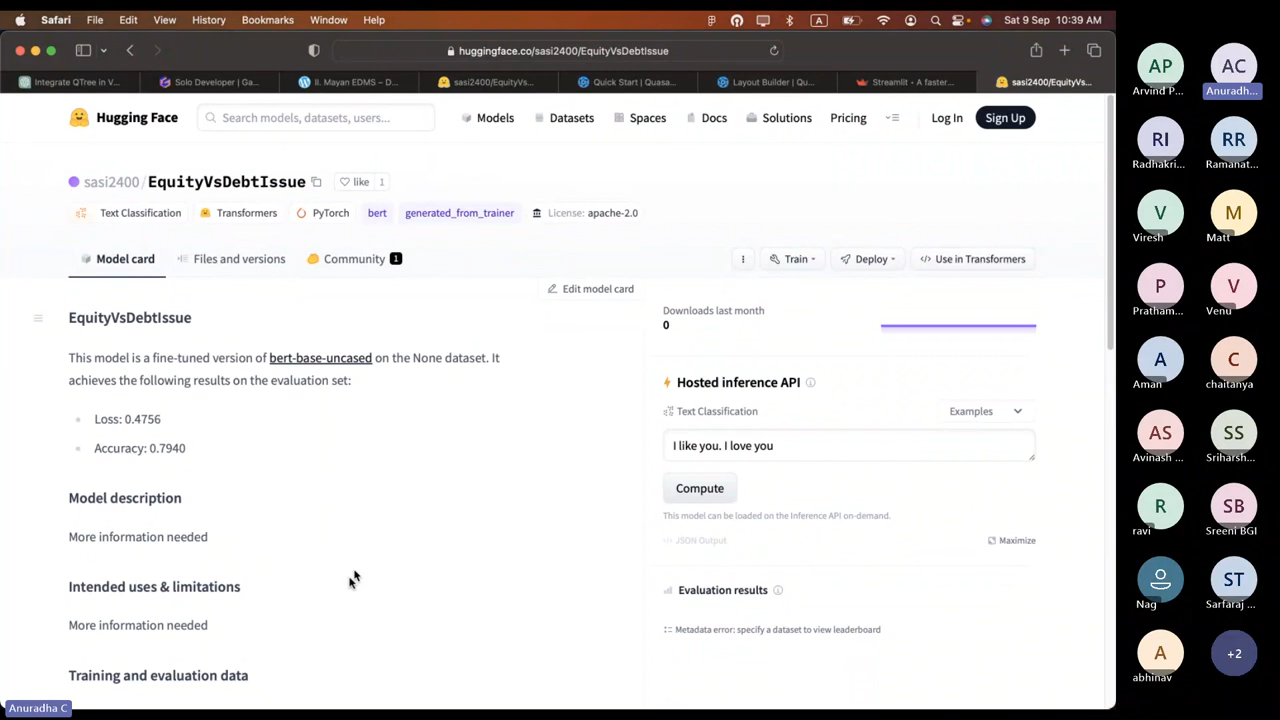 Safari File Edit View History Bookmarks Window Help
A
Sat 9 Sep 10:39 AM
huggingface.co/sasi2400/EquityVsDebtIssue
Integrate QTree in V...
Solo Developer | Ga...
II. Mayan EDMS – D...
sasi2400/EquityVs...
Quick Start | Quasa...
Layout Builder | Qu...
Streamlit • A faster...
sasi2400/EquityVs...
Hugging Face
Search models, datasets, users...
Models
Datasets
Spaces
Docs
Solutions
Pricing
Log In
Sign Up
sasi2400/EquityVsDebtIssue
like 1
Text Classification
Transformers
PyTorch
bert
generated_from_trainer
License: apache-2.0
Model card
Files and versions
Community 1
Train
Deploy
Use in Transformers
Edit model card
EquityVsDebtIssue
This model is a fine-tuned version of bert-base-uncased on the None dataset. It
achieves the following results on the evaluation set:
Loss: 0.4756
Accuracy: 0.7940
Model description
More information needed
Intended uses & limitations
More information needed
Training and evaluation data
Downloads last month
0
Hosted inference API
Text Classification
Examples
I like you. I love you
Compute
This model can be loaded on the Inference API on-demand.
JSON Output
Maximize
Evaluation results
Metadata error: specify a dataset to view leaderboard
AP
Arvind P...
AC
Anuradh...
RI
Radhakri...
RR
Ramanat...
V
Viresh
M
Matt
P
Pratham...
V
Venu
A
Aman
C
chaitanya
AS
Avinash ...
SS
Sriharsh...
R
ravi
SB
Sreeni BGI
Nag
ST
Sarfaraj ...
A
abhinav
+2
Anuradha C